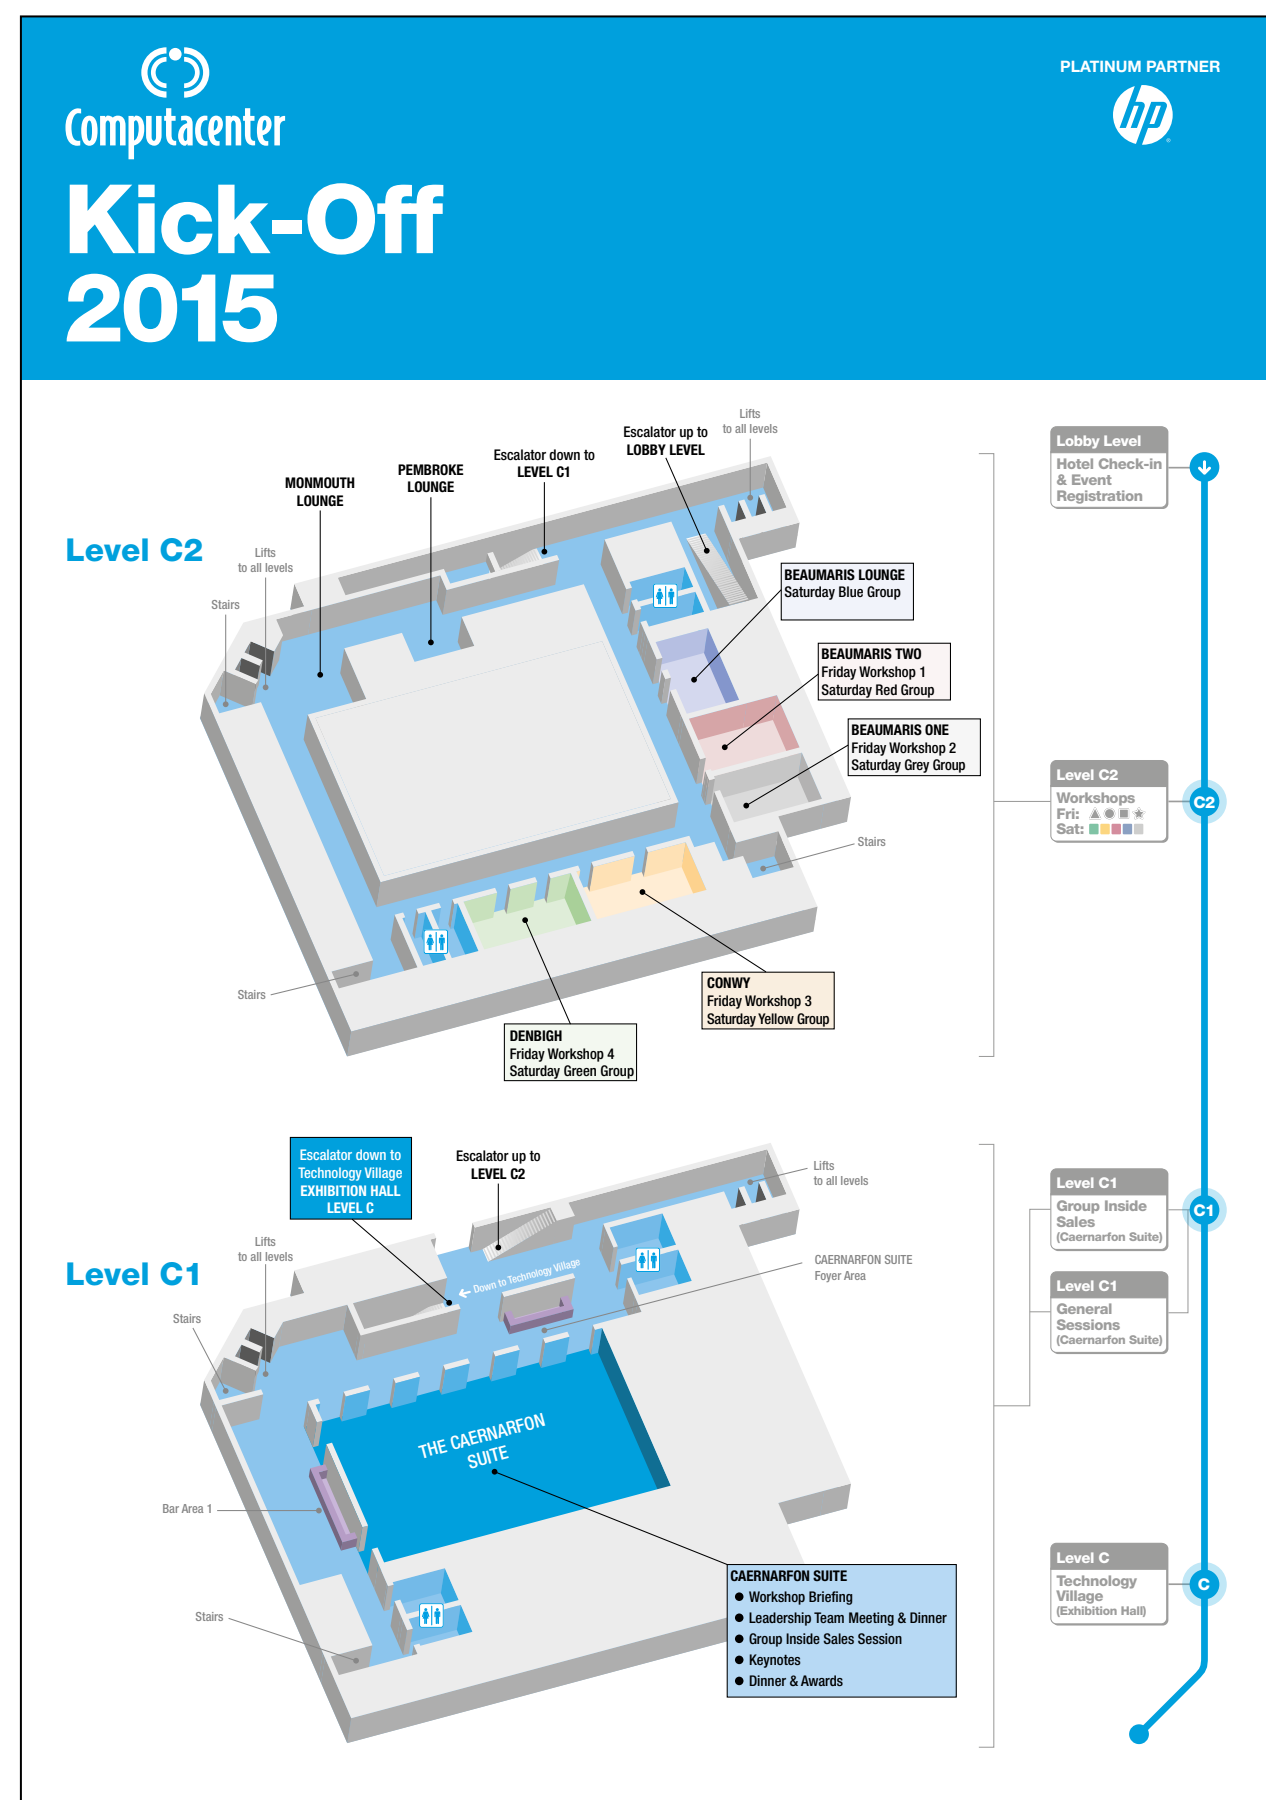 Computacenter
PLATINUM PARTNER
hp
Kick-Off
2015
Level C2
Lifts
to all levels
Stairs
MONMOUTH
LOUNGE
PEMBROKE
LOUNGE
Escalator down to
LEVEL C1
Escalator up to
LOBBY LEVEL
Lifts
to all levels
BEAUMARIS LOUNGE
Saturday Blue Group
BEAUMARIS TWO
Friday Workshop 1
Saturday Red Group
BEAUMARIS ONE
Friday Workshop 2
Saturday Grey Group
Stairs
CONWY
Friday Workshop 3
Saturday Yellow Group
DENBIGH
Friday Workshop 4
Saturday Green Group
Stairs
Lobby Level
Hotel Check-in
& Event
Registration
Level C2
Workshops
Fri:
Sat:
C2
Level C1
Escalator down to
Technology Village
EXHIBITION HALL
LEVEL C
Escalator up to
LEVEL C2
Lifts
to all levels
Lifts
to all levels
Stairs
Down to Technology Village
CAERNARFON SUITE
Foyer Area
THE CAERNARFON
SUITE
Bar Area 1
Stairs
CAERNARFON SUITE
● Workshop Briefing
● Leadership Team Meeting & Dinner
● Group Inside Sales Session
● Keynotes
● Dinner & Awards
Level C1
Group Inside
Sales
(Caernarfon Suite)
C1
Level C1
General
Sessions
(Caernarfon Suite)
Level C
Technology
Village
(Exhibition Hall)
C